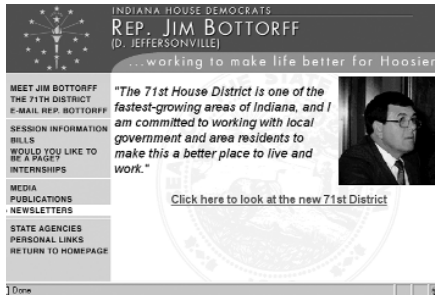 INDIANA HOUSE DEMOCRATS
REP. JIM BOTTORFF
(D. JEFFERSONVILLE)
...working to make life better for Hoosier
MEET JIM BOTTORFF
THE 71TH DISTRICT
E-MAIL REP. BOTTORFF
SESSION INFORMATION
BILLS
WOULD YOU LIKE TO
BE A PAGE?
INTERNSHIPS
MEDIA
PUBLICATIONS
NEWSLETTERS
STATE AGENCIES
PERSONAL LINKS
RETURN TO HOMEPAGE
"The 71st House District is one of the
fastest-growing areas of Indiana, and I
am committed to working with local
government and area residents to
make this a better place to live and
work."
Click here to look at the new 71st District
Done